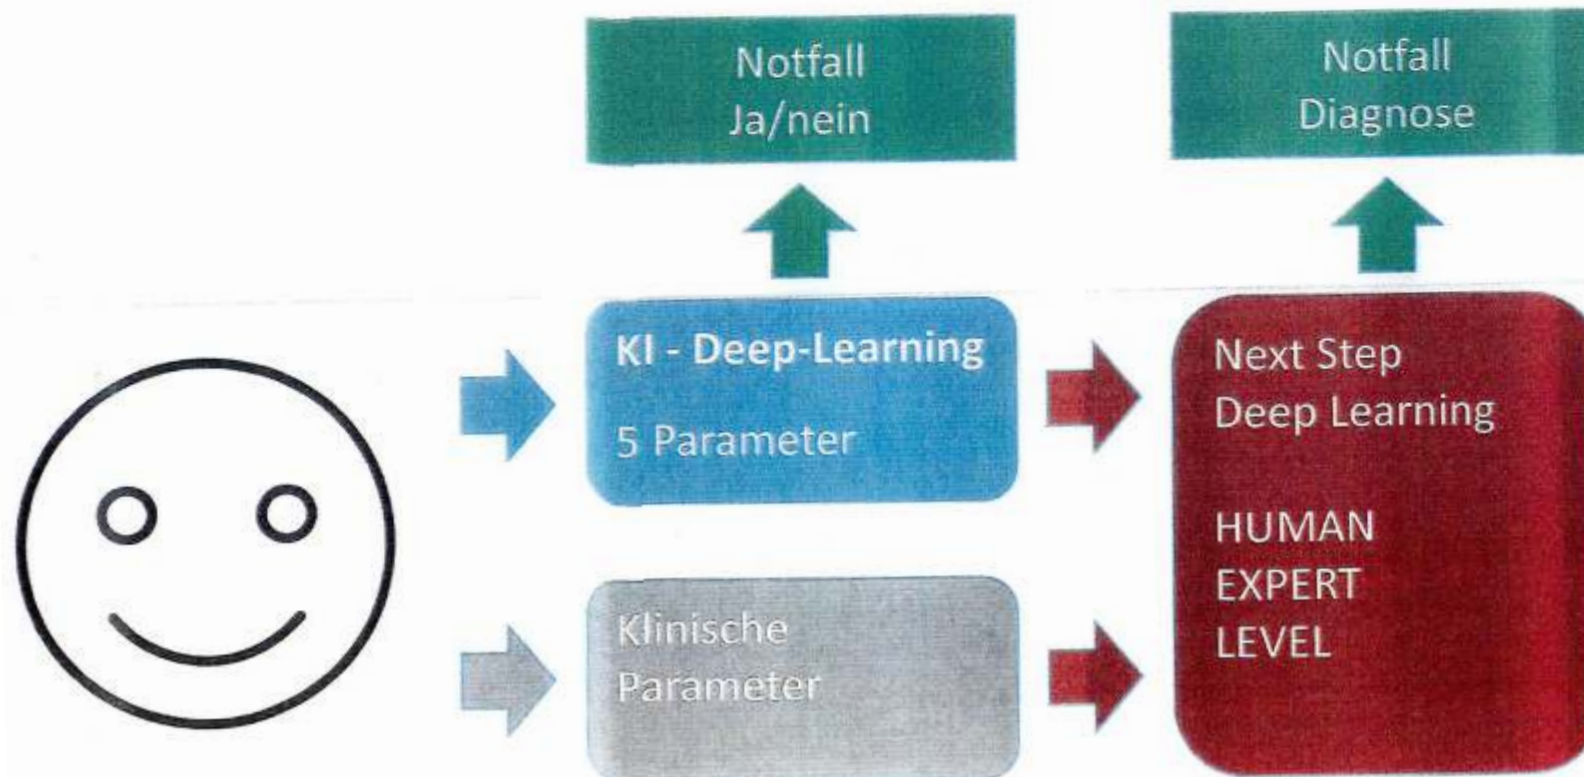 Notfall
Ja/nein
Notfall
Diagnose
KI - Deep-Learning
5 Parameter
Next Step
Deep Learning
HUMAN
EXPERT
LEVEL
Klinische
Parameter